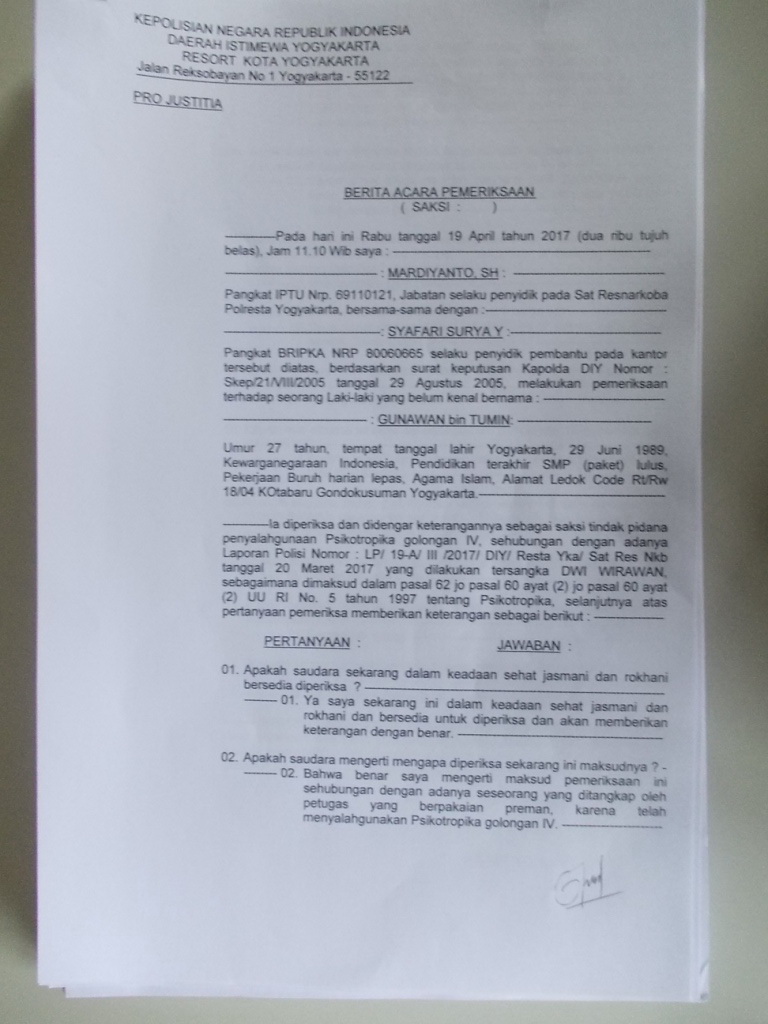 KEPOLISIAN NEGARA REPUBLIK INDONESIA
DAERAH ISTIMEWA YOGYAKARTA
RESORT KOTA YOGYAKARTA
Jalan Reksobayan No 1 Yogyakarta - 55122
PRO JUSTITIA
BERITA ACARA PEMERIKSAAN
( SAKSI : )
------------Pada hari ini Rabu tanggal 19 April tahun 2017 (dua ribu tujuh
belas), Jam 11.10 Wib saya : ------------
------------ : MARDIYANTO, SH : ------------
Pangkat IPTU Nrp. 69110121, Jabatan selaku penyidik pada Sat Resnarkoba
Polresta Yogyakarta, bersama-sama dengan :------------
------------: SYAFARI SURYA Y :------------
Pangkat BRIPKA NRP 80060665 selaku penyidik pembantu pada kantor
tersebut diatas, berdasarkan surat keputusan Kapolda DIY Nomor :
Skep/21/VIII/2005 tanggal 29 Agustus 2005, melakukan pemeriksaan
terhadap seorang Laki-laki yang belum kenal bernama : ------------
------------ : GUNAWAN bin TUMIN: ------------
Umur 27 tahun, tempat tanggal lahir Yogyakarta, 29 Juni 1989,
Kewarganegaraan Indonesia, Pendidikan terakhir SMP (paket) lulus,
Pekerjaan Buruh harian lepas, Agama Islam, Alamat Ledok Code Rt/Rw
18/04 KOtabaru Gondokusuman Yogyakarta.------------
------------Ia diperiksa dan didengar keterangannya sebagai saksi tindak pidana
penyalahgunaan Psikotropika golongan IV, sehubungan dengan adanya
Laporan Polisi Nomor : LP/ 19-A/ III /2017/ DIY/ Resta Yka/ Sat Res Nkb
tanggal 20 Maret 2017 yang dilakukan tersangka DWI WIRAWAN,
sebagaimana dimaksud dalam pasal 62 jo pasal 60 ayat (2) jo pasal 60 ayat
(2) UU RI No. 5 tahun 1997 tentang Psikotropika, selanjutnya atas
pertanyaan pemeriksa memberikan keterangan sebagai berikut : ------------
PERTANYAAN : JAWABAN :
01. Apakah saudara sekarang dalam keadaan sehat jasmani dan rokhani
bersedia diperiksa ? ------------
------- 01. Ya saya sekarang ini dalam keadaan sehat jasmani dan
rokhani dan bersedia untuk diperiksa dan akan memberikan
keterangan dengan benar. ------------
02. Apakah saudara mengerti mengapa diperiksa sekarang ini maksudnya ? -
------- 02. Bahwa benar saya mengerti maksud pemeriksaan ini
sehubungan dengan adanya seseorang yang ditangkap oleh
petugas yang berpakaian preman, karena telah
menyalahgunakan Psikotropika golongan IV. ------------